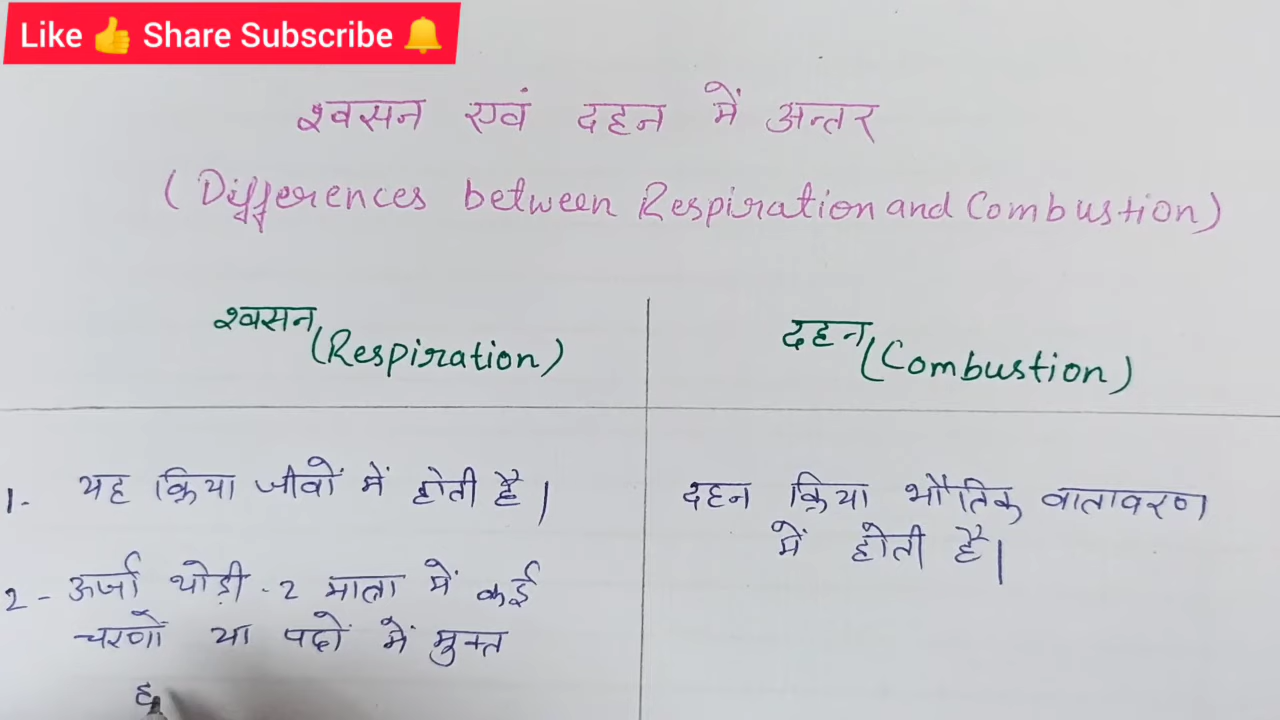 Like 👍 Share Subscribe 🔔
श्वसन एवं दहन में अन्तर
(Differences between Respiration and Combustion)
श्वसन (Respiration)
दहन (Combustion)
1- यह क्रिया जीवों में होती है।
दहन क्रिया भौतिक वातावरण
में होती है।
2- ऊर्जा थोड़ी-2 मात्रा में कई
चरणों या पदों में मुक्त